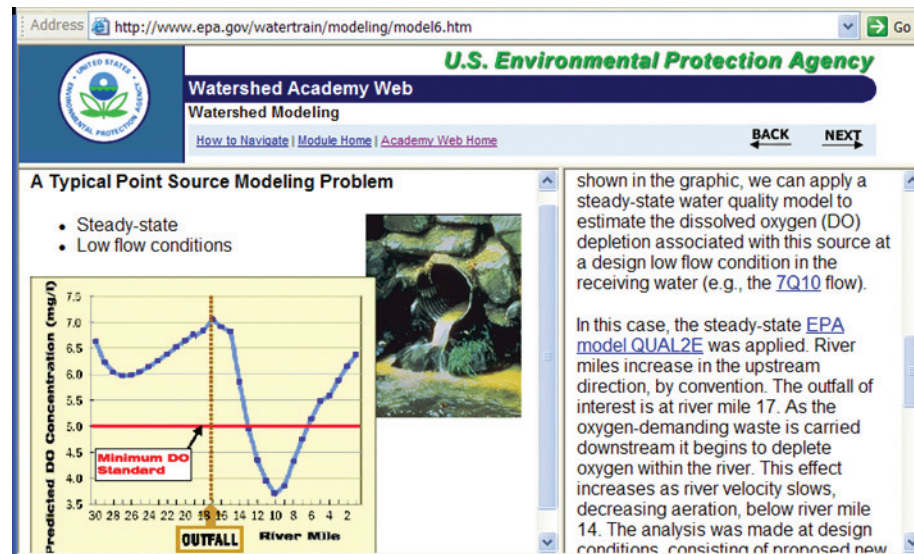 Address http://www.epa.gov/watertrain/modeling/model6.htm Go
UNITED STATES
ENVIRONMENTAL PROTECTION AGENCY
U.S. Environmental Protection Agency
Watershed Academy Web
Watershed Modeling
How to Navigate | Module Home | Academy Web Home
BACK NEXT
A Typical Point Source Modeling Problem
• Steady-state
• Low flow conditions
Predicted DO Concentration (mg/l)
7.5
7.0
6.5
6.0
5.5
5.0
4.5
4.0
3.5
Minimum DO
Standard
30 28 26 24 22 20 18 16 14 12 10 8 6 4 2
OUTFALL
River Mile
shown in the graphic, we can apply a
steady-state water quality model to
estimate the dissolved oxygen (DO)
depletion associated with this source at
a design low flow condition in the
receiving water (e.g., the 7Q10 flow).
In this case, the steady-state EPA
model QUAL2E was applied. River
miles increase in the upstream
direction, by convention. The outfall of
interest is at river mile 17. As the
oxygen-demanding waste is carried
downstream it begins to deplete
oxygen within the river. This effect
increases as river velocity slows,
decreasing aeration, below river mile
14. The analysis was made at design
conditions, consisting of proposed new